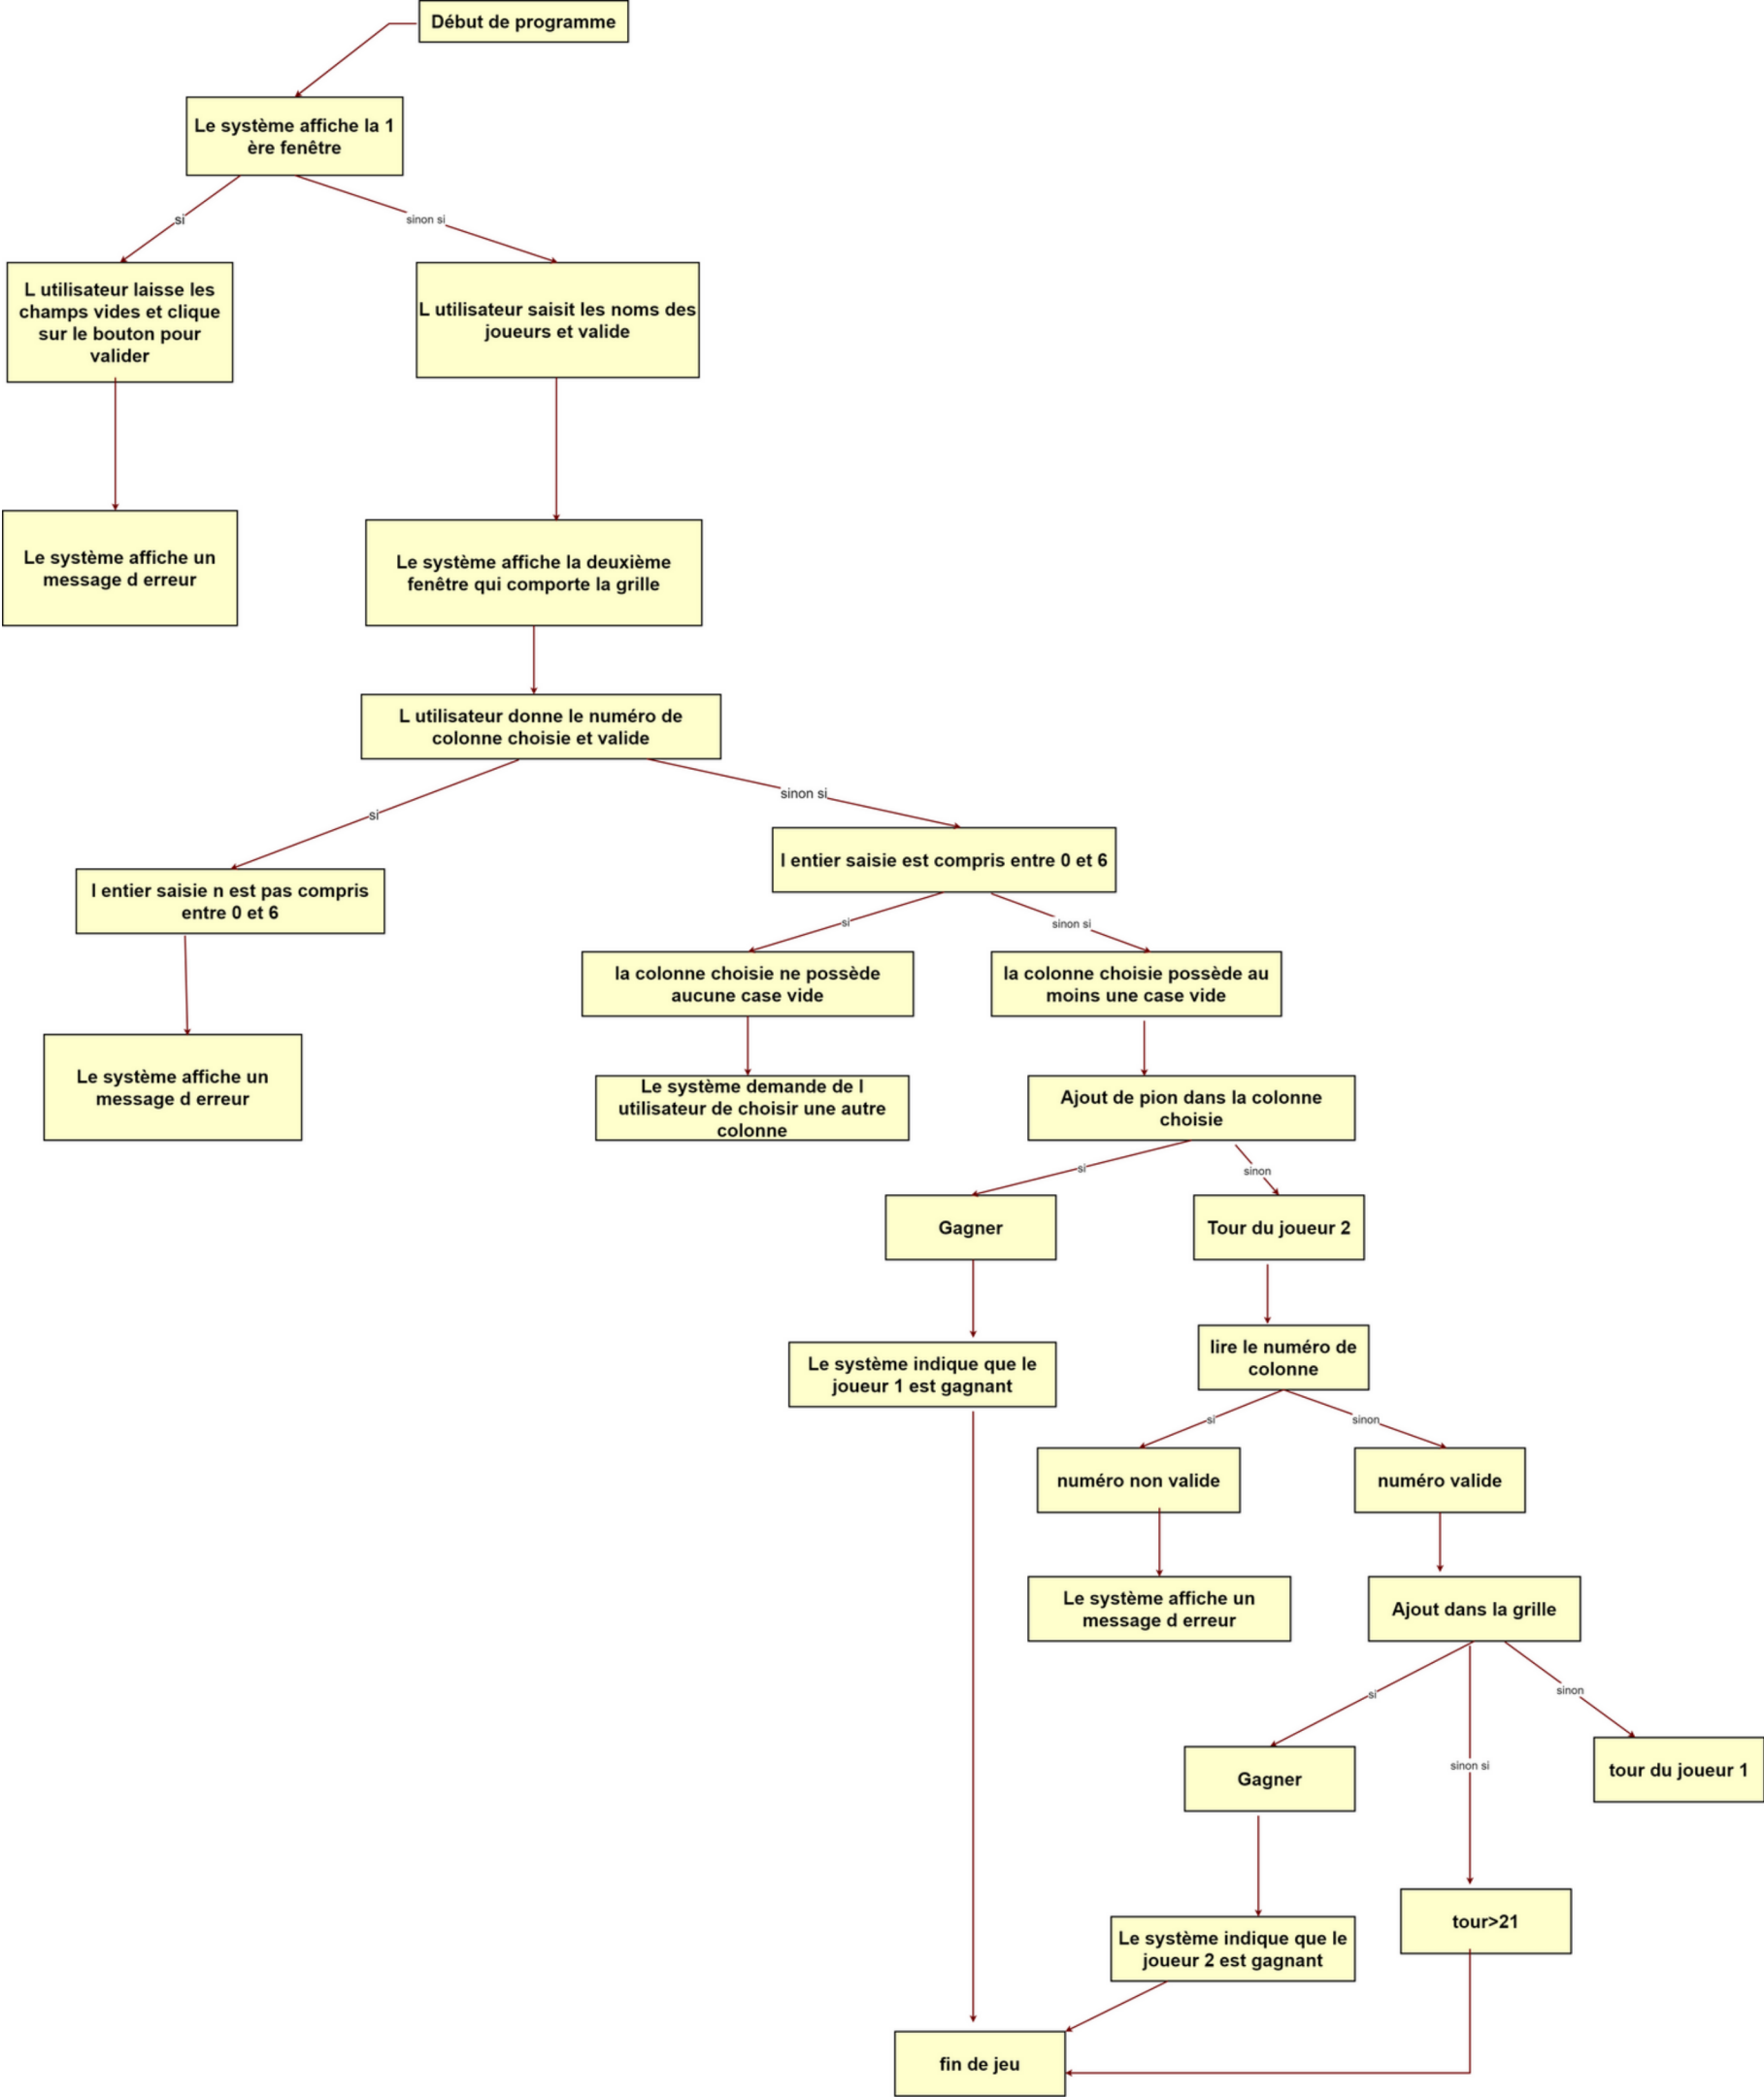 Début de programme
Le système affiche la 1
ère fenêtre
si
sinon si
L utilisateur laisse les
champs vides et clique
sur le bouton pour
valider
L utilisateur saisit les noms des
joueurs et valide
Le système affiche un
message d erreur
Le système affiche la deuxième
fenêtre qui comporte la grille
L utilisateur donne le numéro de
colonne choisie et valide
si
sinon si
l entier saisie n est pas compris
entre 0 et 6
l entier saisie est compris entre 0 et 6
si
sinon si
Le système affiche un
message d erreur
la colonne choisie ne possède
aucune case vide
la colonne choisie possède au
moins une case vide
Le système demande de l
utilisateur de choisir une autre
colonne
Ajout de pion dans la colonne
choisie
si
sinon
Gagner
Tour du joueur 2
Le système indique que le
joueur 1 est gagnant
lire le numéro de
colonne
si
sinon
numéro non valide
numéro valide
Le système affiche un
message d erreur
Ajout dans la grille
si
sinon si
sinon
Gagner
tour du joueur 1
Le système indique que le
joueur 2 est gagnant
tour>21
fin de jeu